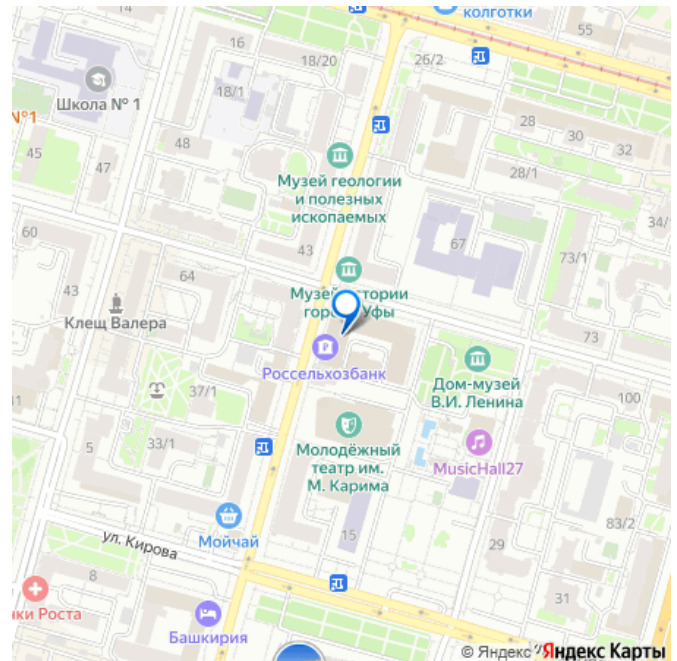 колготки
55
14
16
18/20
26/2
Школа № 1
18/1
№1
28
30
32
48
45
47
28/1
Музей геологии
и полезных
ископаемых
34/
60
67
73/1
43
64
43
Музей истории
города Уфы
Клещ Валера
73
Россельхозбанк
Дом-музей
В.И. Ленина
37/1
100
5
33/1
Молодёжный
театр им.
М. Карима
MusicHall27
83/2
15
29
Мойчай
ул. Кирова
8
31
ки Роста
Башкирия
© Яндекс
Яндекс Карты